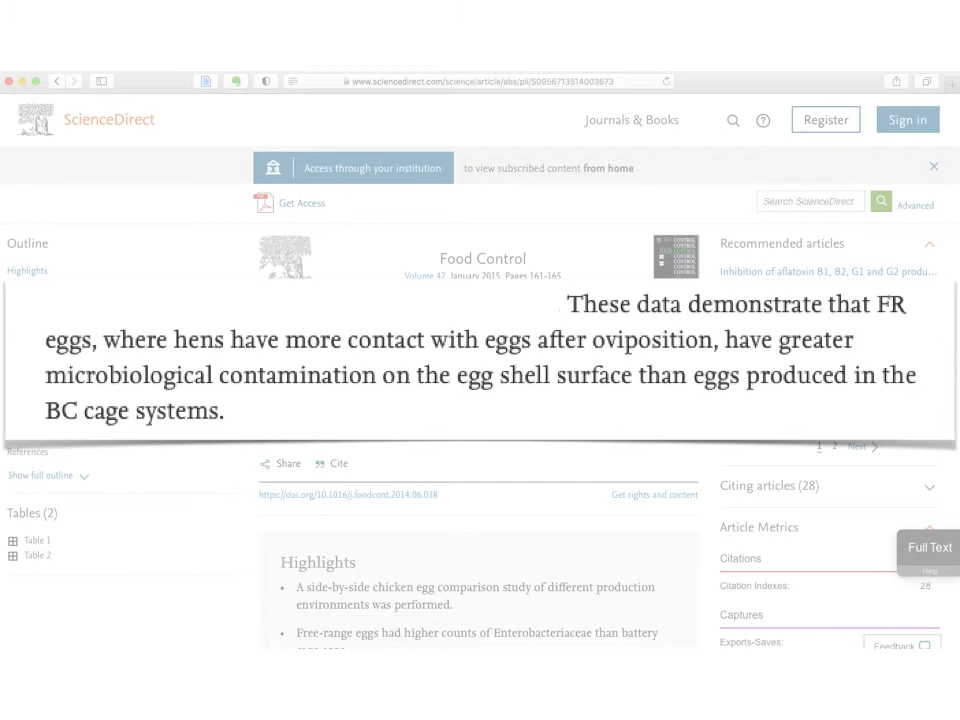 www.sciencedirect.com/science/article/abs/pii/S0956713514003673
ScienceDirect
Journals & Books
Register
Sign in
Access through your institution
to view subscribed content from home
Get Access
Search ScienceDirect
Advanced
Outline
Highlights
Food Control
Volume 47, January 2015, Pages 161-165
Recommended articles
Inhibition of aflatoxin B1, B2, G1 and G2 produ...
These data demonstrate that FR
eggs, where hens have more contact with eggs after oviposition, have greater
microbiological contamination on the egg shell surface than eggs produced in the
BC cage systems.
References
Show full outline
Tables (2)
Table 1
Table 2
Share
Cite
https://doi.org/10.1016/j.foodcont.2014.06.038
Get rights and content
Highlights
• A side-by-side chicken egg comparison study of different production
environments was performed.
• Free-range eggs had higher counts of Enterobacteriaceae than battery
1 2 Next
Citing articles (28)
Article Metrics
Citations
Citation Indexes: 28
Captures
Exports-Saves:
Full Text
Help
Feedback